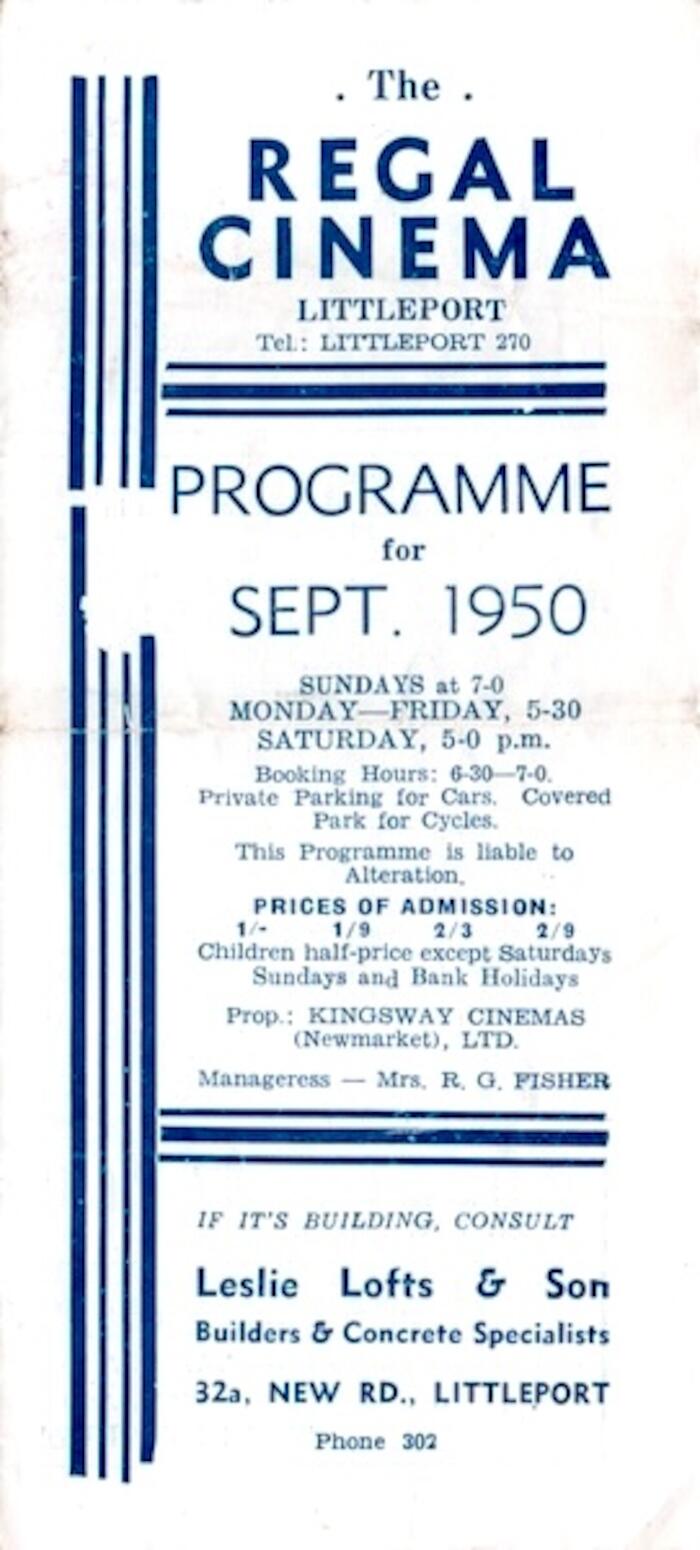 . The .
REGAL
CINEMA
LITTLEPORT
Tel.: LITTLEPORT 270
PROGRAMME
for
SEPT. 1950
SUNDAYS at 7-0
MONDAY—FRIDAY, 5-30
SATURDAY, 5-0 p.m.
Booking Hours: 6-30—7-0.
Private Parking for Cars. Covered
Park for Cycles.
This Programme is liable to
Alteration.
PRICES OF ADMISSION:
1/- 1/9 2/3 2/9
Children half-price except Saturdays
Sundays and Bank Holidays
Prop.: KINGSWAY CINEMAS
(Newmarket), LTD.
Manageress — Mrs. R. G. FISHER
IF IT'S BUILDING, CONSULT
Leslie Lofts & Son
Builders & Concrete Specialists
32a, NEW RD., LITTLEPORT
Phone 302